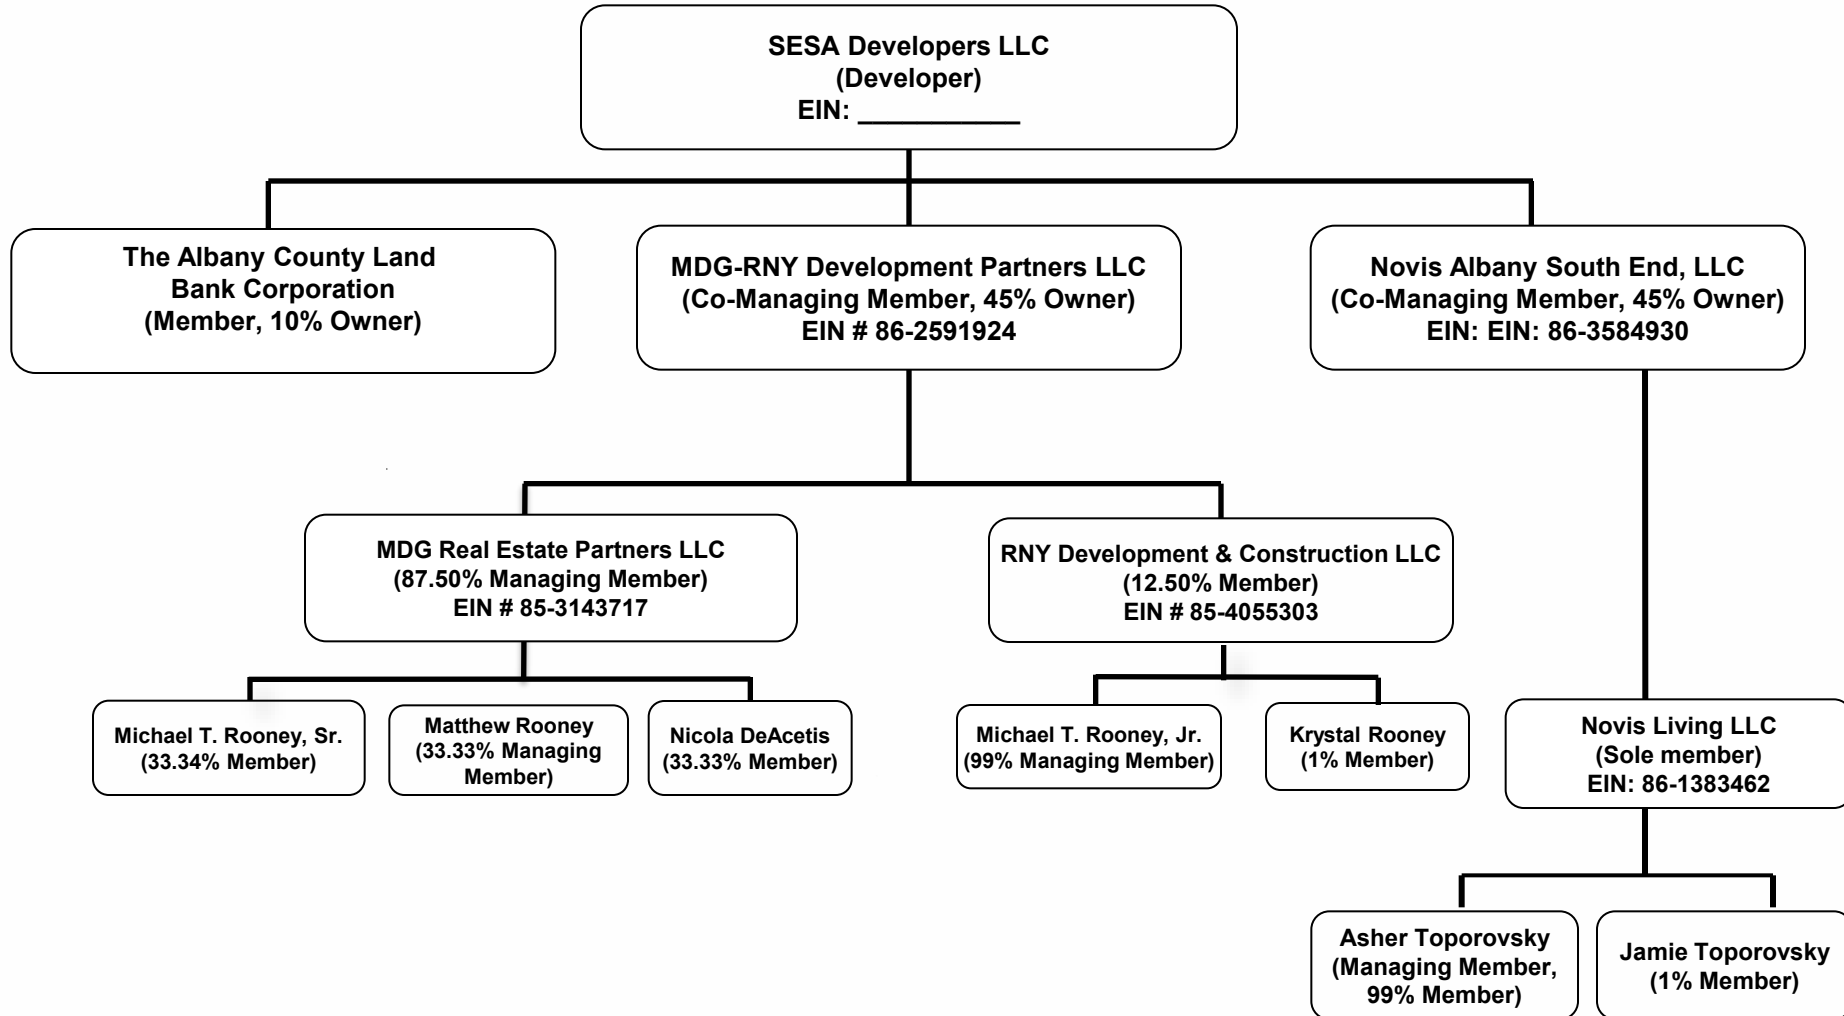 SESA Developers LLC
(Developer)
EIN: ___________
The Albany County Land
Bank Corporation
(Member, 10% Owner)
MDG-RNY Development Partners LLC
(Co-Managing Member, 45% Owner)
EIN # 86-2591924
Novis Albany South End, LLC
(Co-Managing Member, 45% Owner)
EIN: EIN: 86-3584930
MDG Real Estate Partners LLC
(87.50% Managing Member)
EIN # 85-3143717
RNY Development & Construction LLC
(12.50% Member)
EIN # 85-4055303
Michael T. Rooney, Sr.
(33.34% Member)
Matthew Rooney
(33.33% Managing
Member)
Nicola DeAcetis
(33.33% Member)
Michael T. Rooney, Jr.
(99% Managing Member)
Krystal Rooney
(1% Member)
Novis Living LLC
(Sole member)
EIN: 86-1383462
Asher Toporovsky
(Managing Member,
99% Member)
Jamie Toporovsky
(1% Member)